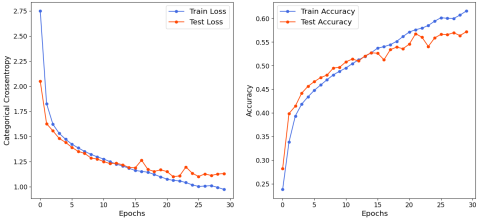 2.75
2.50
2.25
2.00
1.75
1.50
1.25
1.00
Categorical Crossentropy
Train Loss
Test Loss
0 5 10 15 20 25 30
Epochs
0.60
0.55
0.50
0.45
0.40
0.35
0.30
0.25
Accuracy
Train Accuracy
Test Accuracy
0 5 10 15 20 25 30
Epochs